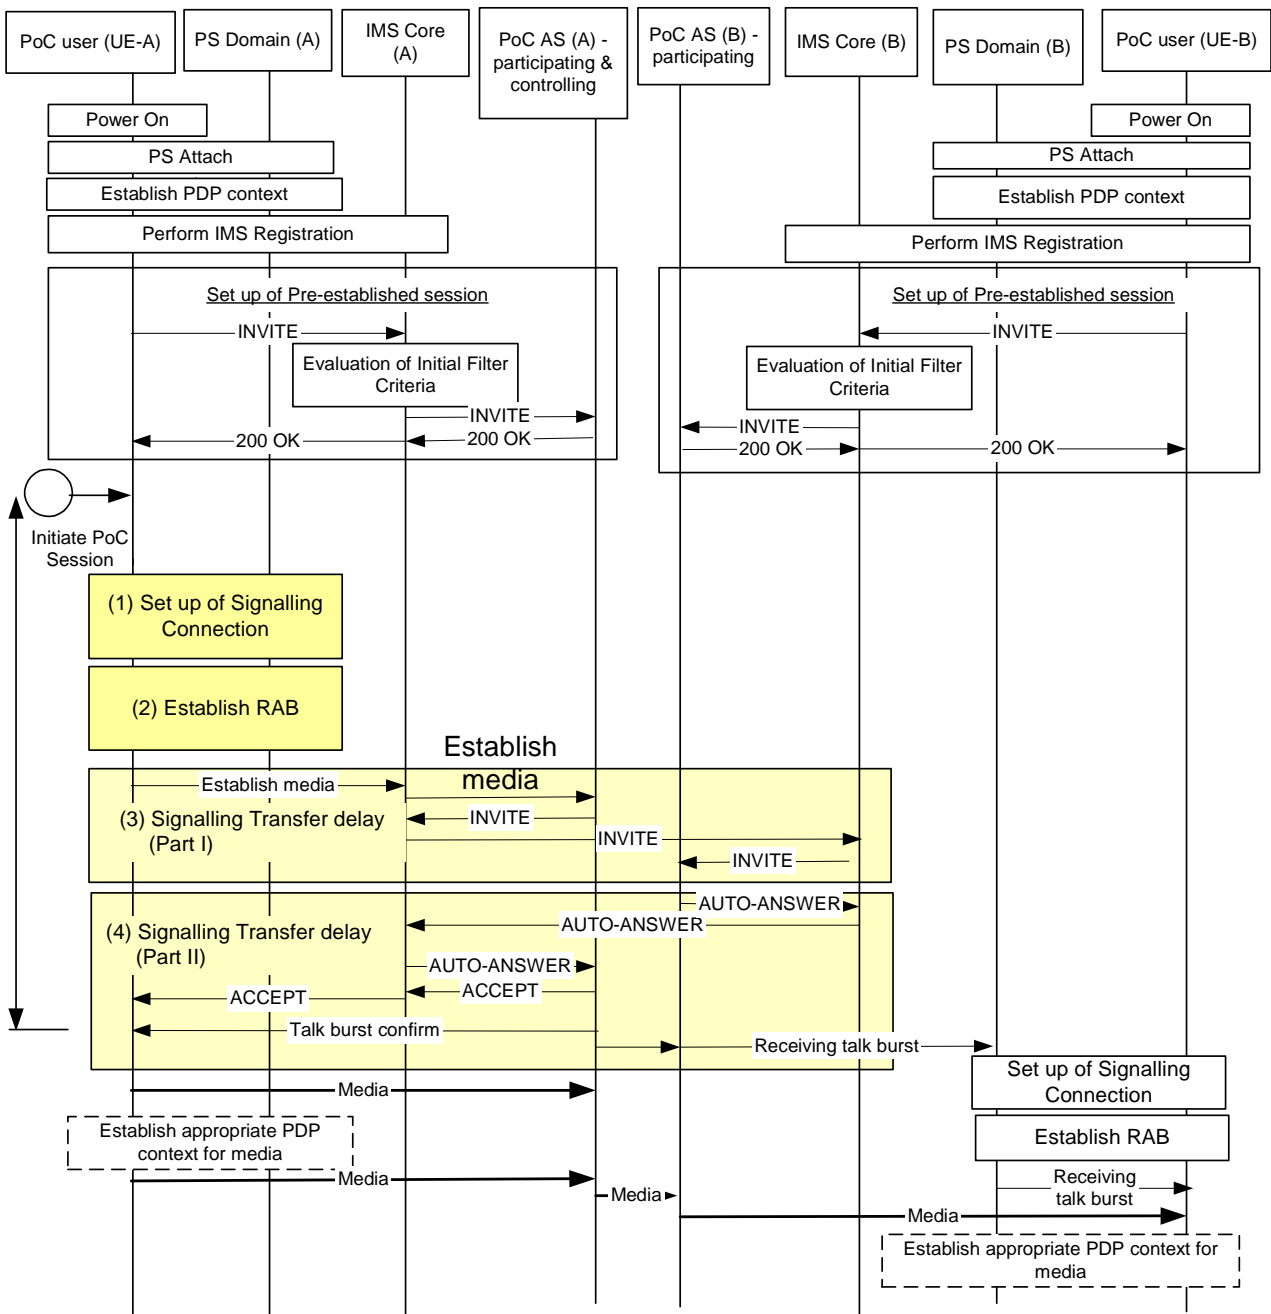 PoC user (UE-A)
PS Domain (A)
IMS Core
(A)
PoC AS (A) -
participating &
controlling
PoC AS (B) -
participating
IMS Core (B)
PS Domain (B)
PoC user (UE-B)
Power On
Power On
PS Attach
PS Attach
Establish PDP context
Establish PDP context
Perform IMS Registration
Perform IMS Registration
Set up of Pre-established session
Set up of Pre-established session
INVITE
INVITE
Evaluation of Initial Filter
Criteria
Evaluation of Initial Filter
Criteria
INVITE
INVITE
200 OK
200 OK
200 OK
200 OK
Initiate PoC
Session
(1) Set up of Signalling
Connection
(2) Establish RAB
Establish
media
Establish media
(3) Signalling Transfer delay
(Part I)
INVITE
INVITE
INVITE
AUTO-ANSWER
AUTO-ANSWER
(4) Signalling Transfer delay
(Part II)
AUTO-ANSWER
ACCEPT
ACCEPT
Talk burst confirm
Receiving talk burst
Set up of Signalling
Connection
Media
Establish appropriate PDP
context for media
Establish RAB
Media
Receiving
talk burst
Media
Media
Establish appropriate PDP context for
media